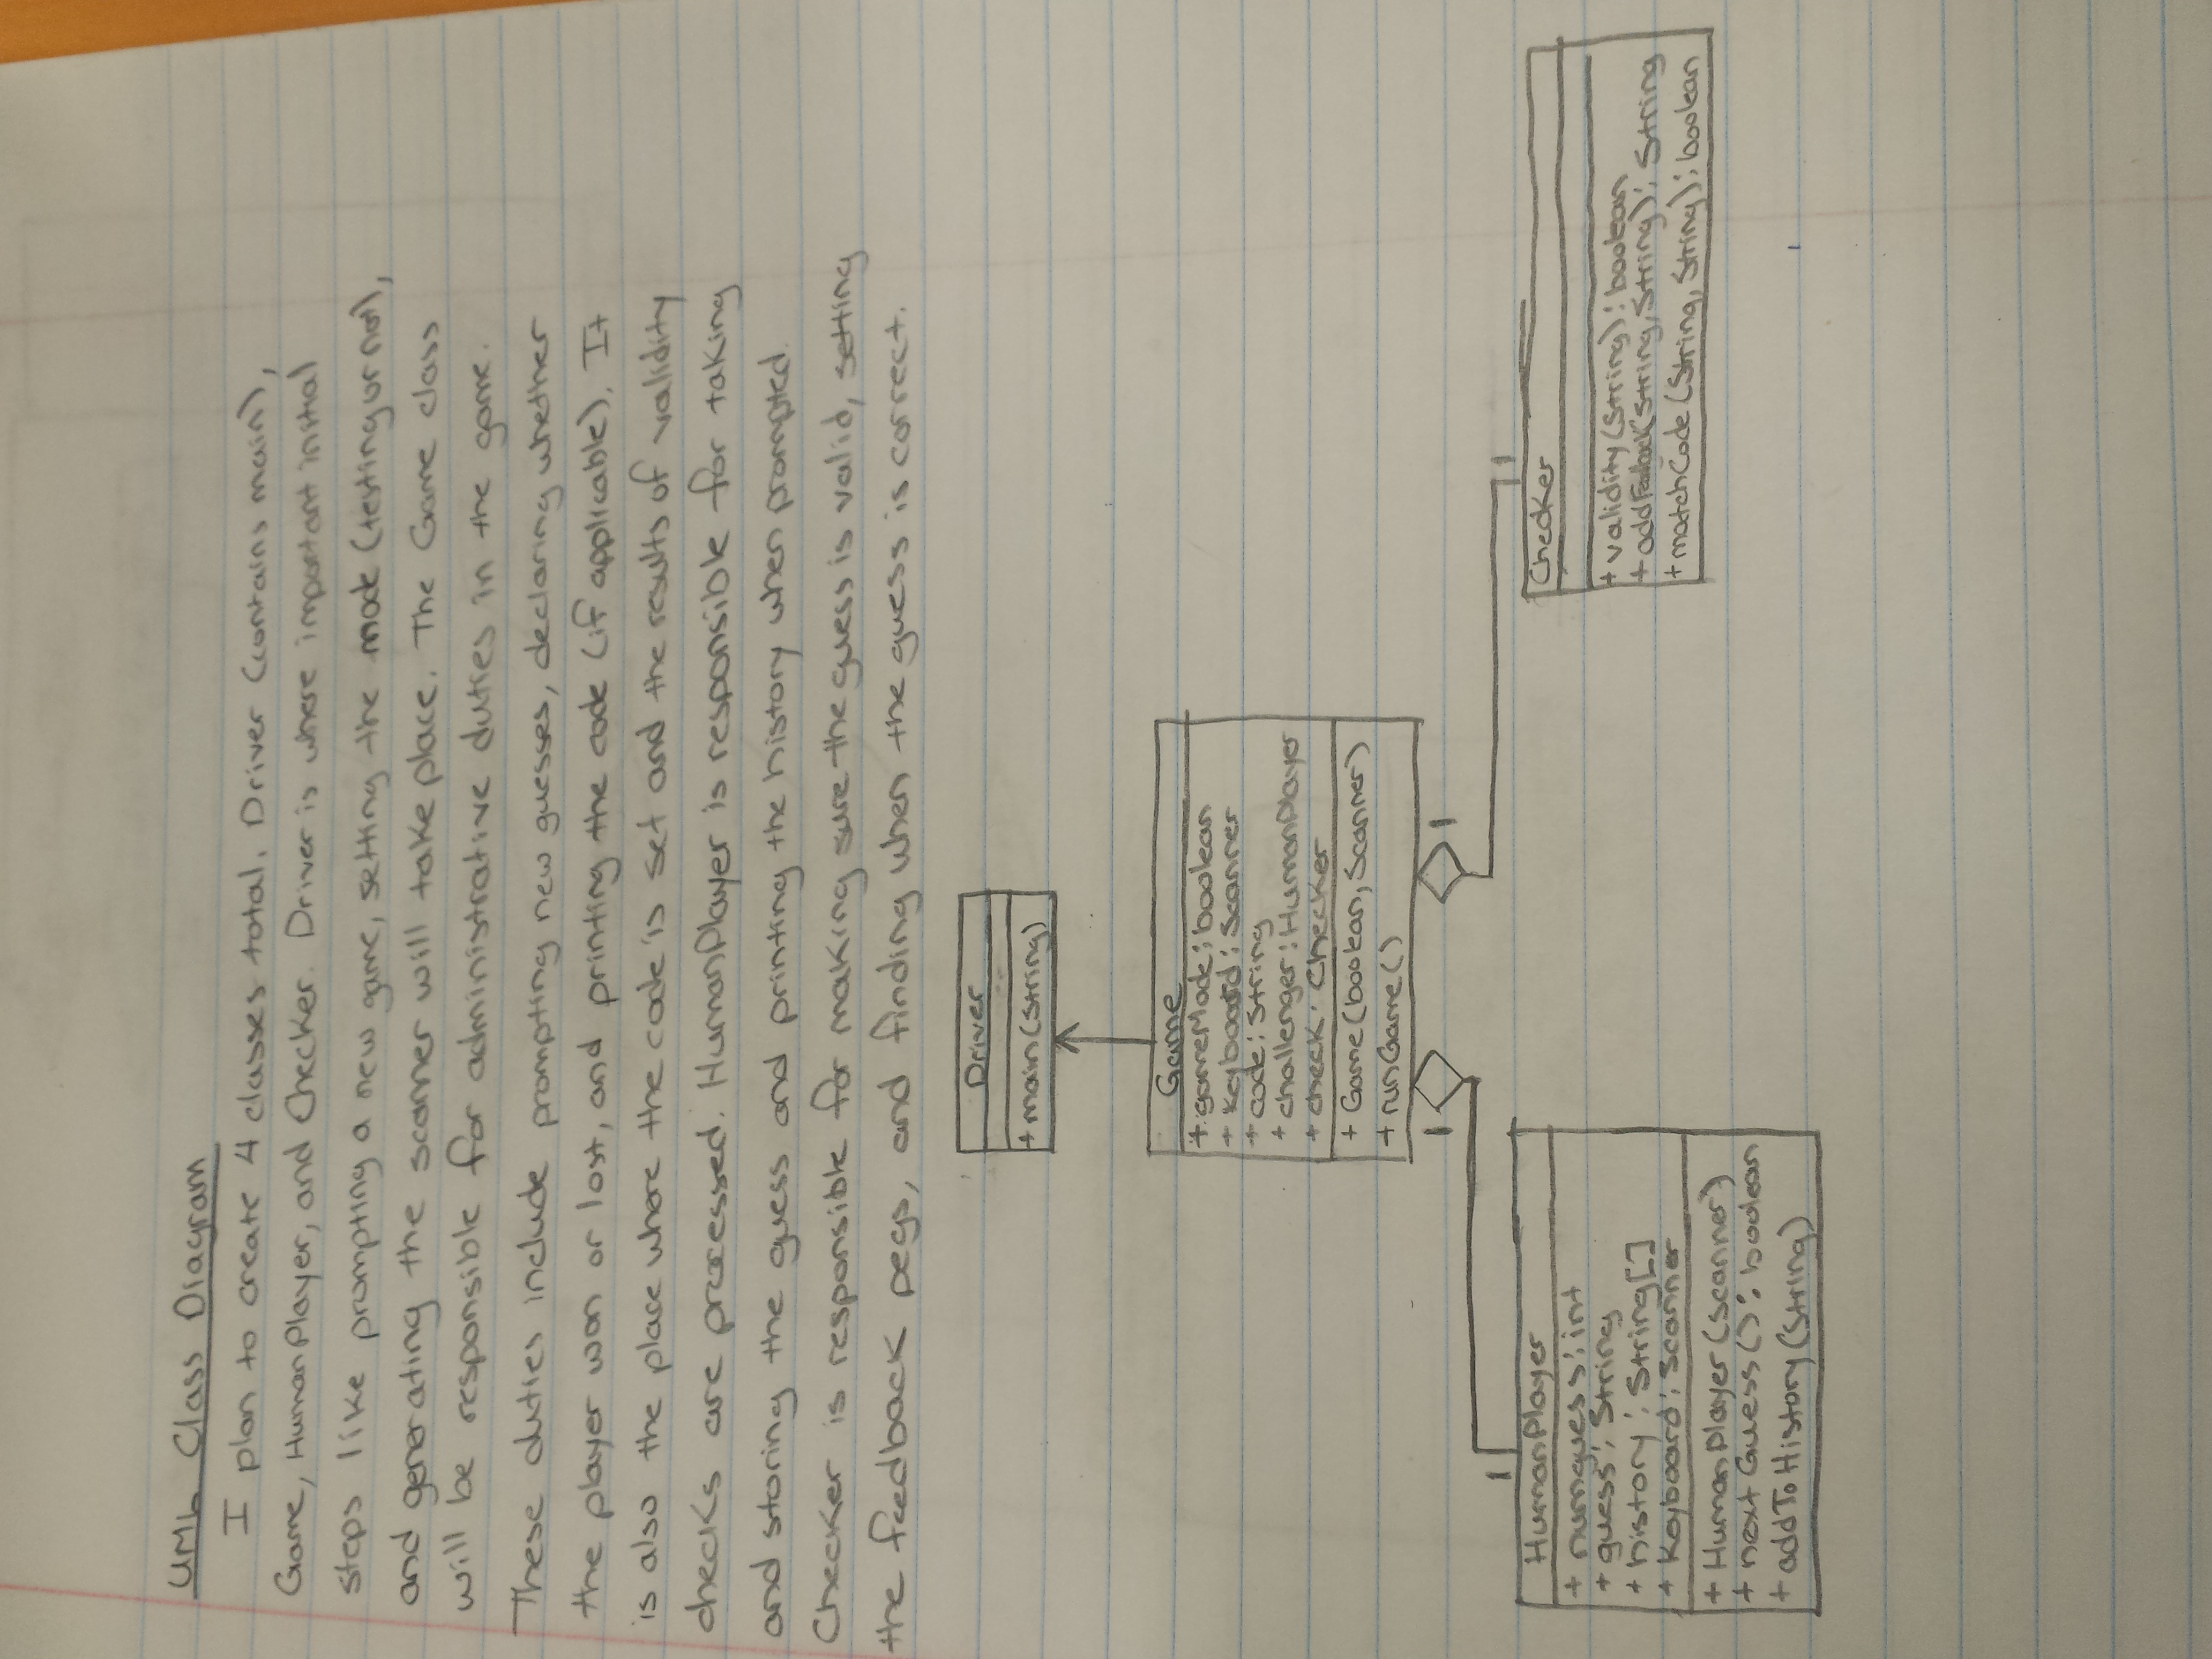 UML Class Diagram
I plan to create 4 classes total, Driver (contains main),
Game, HumanPlayer, and Checker. Driver is where important initial
steps like prompting a new game, setting the mode (testing or not),
and generating the scanner will take place. The Game class
will be responsible for administrative duties in the game.
These duties include prompting new guesses, declaring whether
the player won or lost, and printing the code (if applicable). It
is also the place where the code is set and the results of validity
checks are processed. HumanPlayer is responsible for taking
and storing the guess and printing the history when prompted.
Checker is responsible for making sure the guess is valid, setting
the feedback pegs, and finding when the guess is correct.
Driver
+ main(string)
Game
+ gameMode : boolean
+ keyboard : Scanner
+ code : String
+ challenger : HumanPlayer
+ check : Checker
+ Game(boolean, Scanner)
+ runGame()
1
1
1
1
HumanPlayer
+ numguess : int
+ guess : String
+ history : String[]
+ Keyboard : Scanner
+ HumanPlayer(Scanner)
+ nextGuess() : boolean
+ addToHistory(String)
Checker
+ validity(String) : boolean
+ addFeedback(String, String) : String
+ matchCode(String, String) : boolean